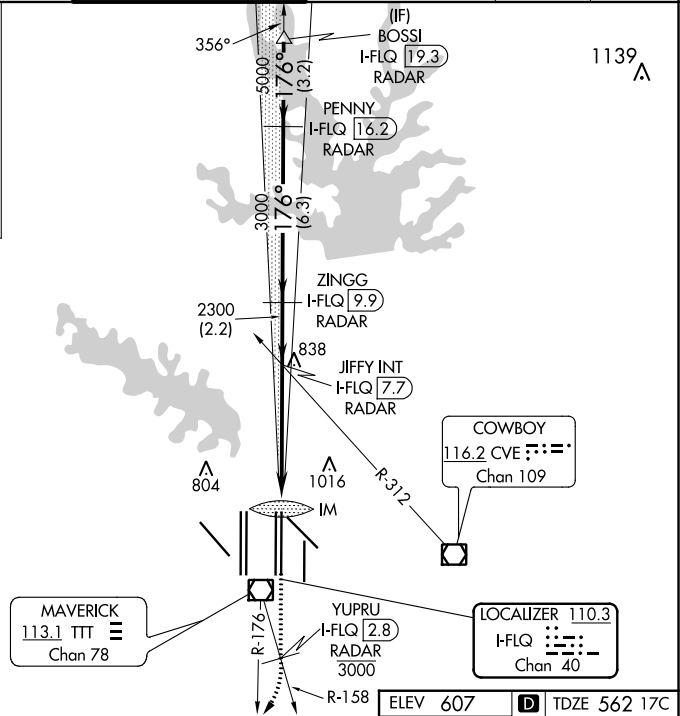 356°
(IF)
BOSSI
I-FLQ 19.3
RADAR
1139
5000
176°
(3.2)
PENNY
I-FLQ 16.2
RADAR
3000
176°
(6.3)
ZINGG
I-FLQ 9.9
RADAR
2300
(2.2)
838
JIFFY INT
I-FLQ 7.7
RADAR
COWBOY
116.2 CVE
Chan 109
R-312
804
1016
IM
MAVERICK
113.1 TTT
Chan 78
R-176
YUPRU
I-FLQ 2.8
RADAR
3000
R-158
LOCALIZER 110.3
I-FLQ
Chan 40
ELEV 607 D TDZE 562 17C